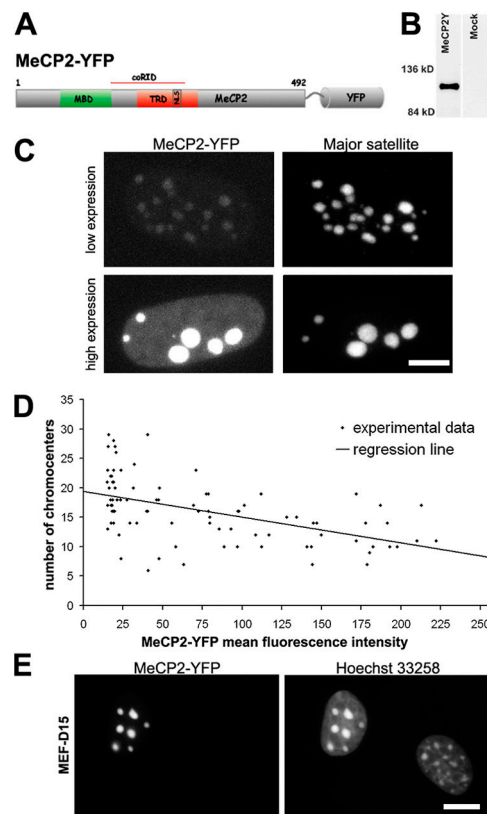 A
MeCP2-YFP
coRID
1
492
MBD
TRD
NLS
MeCP2
YFP
B
MeCP2Y
Mock
136 kD
84 kD
C
MeCP2-YFP
Major satellite
low expression
high expression
D
number of chromocenters
35
30
25
20
15
10
5
0
experimental data
regression line
0
25
50
75
100
125
150
175
200
225
250
MeCP2-YFP mean fluorescence intensity
E
MeCP2-YFP
Hoechst 33258
MEF-D15